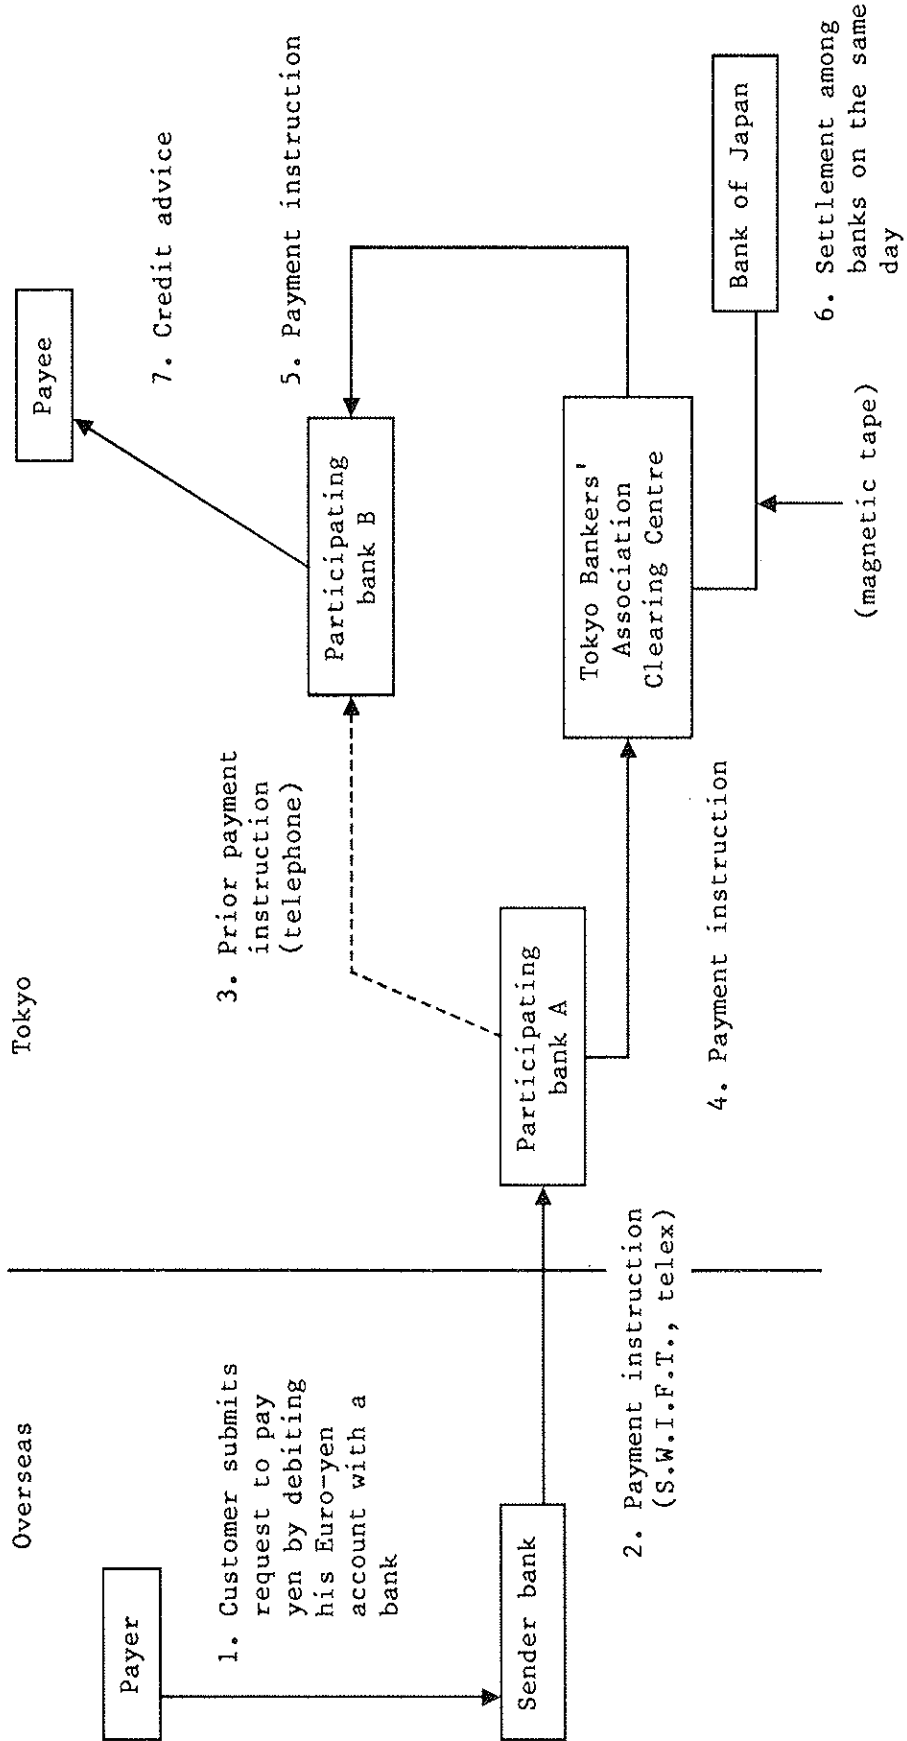 Overseas
Tokyo
Payer
1. Customer submits
request to pay
yen by debiting
his Euro-yen
account with a
bank
Sender bank
2. Payment instruction
(S.W.I.F.T., telex)
Participating
bank A
3. Prior payment
instruction
(telephone)
4. Payment instruction
Participating
bank B
Tokyo Bankers'
Association
Clearing Centre
5. Payment instruction
Payee
7. Credit advice
Bank of Japan
6. Settlement among
banks on the same
day
(magnetic tape)